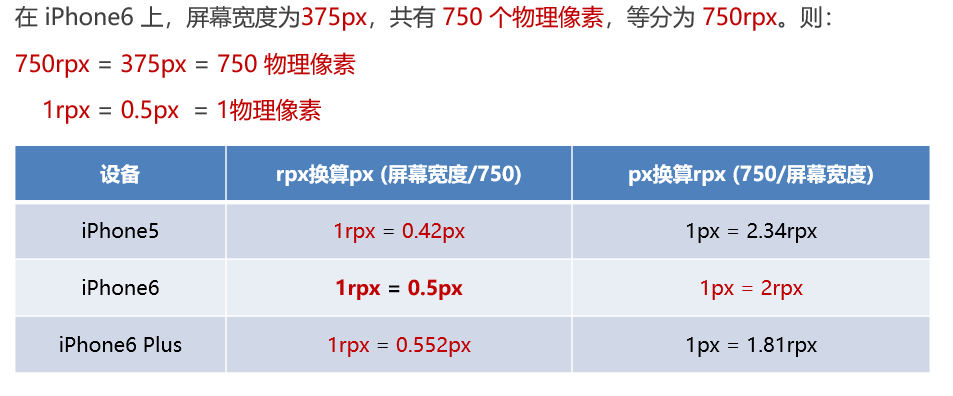 在 iPhone6 上，屏幕宽度为375px，共有 750 个物理像素，等分为 750rpx。则：
750rpx = 375px = 750 物理像素
1rpx = 0.5px = 1物理像素
设备 rpx换算px (屏幕宽度/750) px换算rpx (750/屏幕宽度)
iPhone5 1rpx = 0.42px 1px = 2.34rpx
iPhone6 1rpx = 0.5px 1px = 2rpx
iPhone6 Plus 1rpx = 0.552px 1px = 1.81rpx